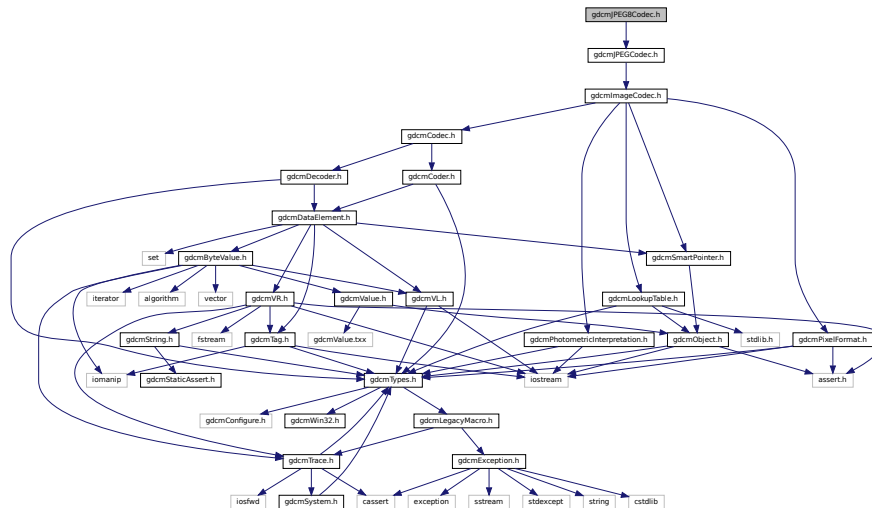 gdcmJPEG8Codec.h
gdcmJPEGCodec.h
gdcmImageCodec.h
gdcmCodec.h
gdcmDecoder.h
gdcmCoder.h
gdcmDataElement.h
set
gdcmByteValue.h
gdcmSmartPointer.h
iterator
algorithm
vector
gdcmVR.h
gdcmValue.h
gdcmVL.h
gdcmLookupTable.h
gdcmString.h
fstream
gdcmTag.h
gdcmValue.txx
gdcmPhotometricInterpretation.h
gdcmObject.h
stdlib.h
gdcmPixelFormat.h
iomanip
gdcmStaticAssert.h
gdcmTypes.h
iostream
assert.h
gdcmConfigure.h
gdcmWin32.h
gdcmLegacyMacro.h
gdcmTrace.h
gdcmException.h
iosfwd
gdcmSystem.h
cassert
exception
sstream
stdexcept
string
cstdlib